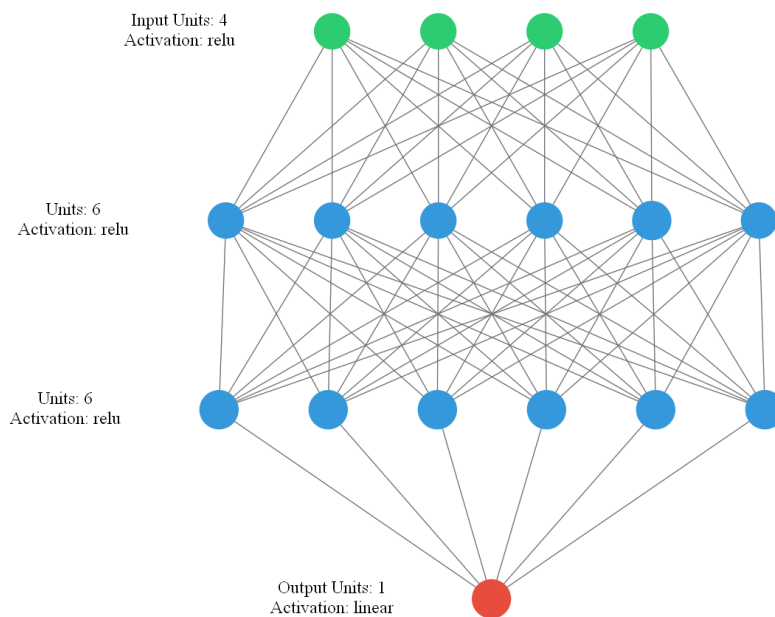 Input Units: 4
Activation: relu
Units: 6
Activation: relu
Units: 6
Activation: relu
Output Units: 1
Activation: linear